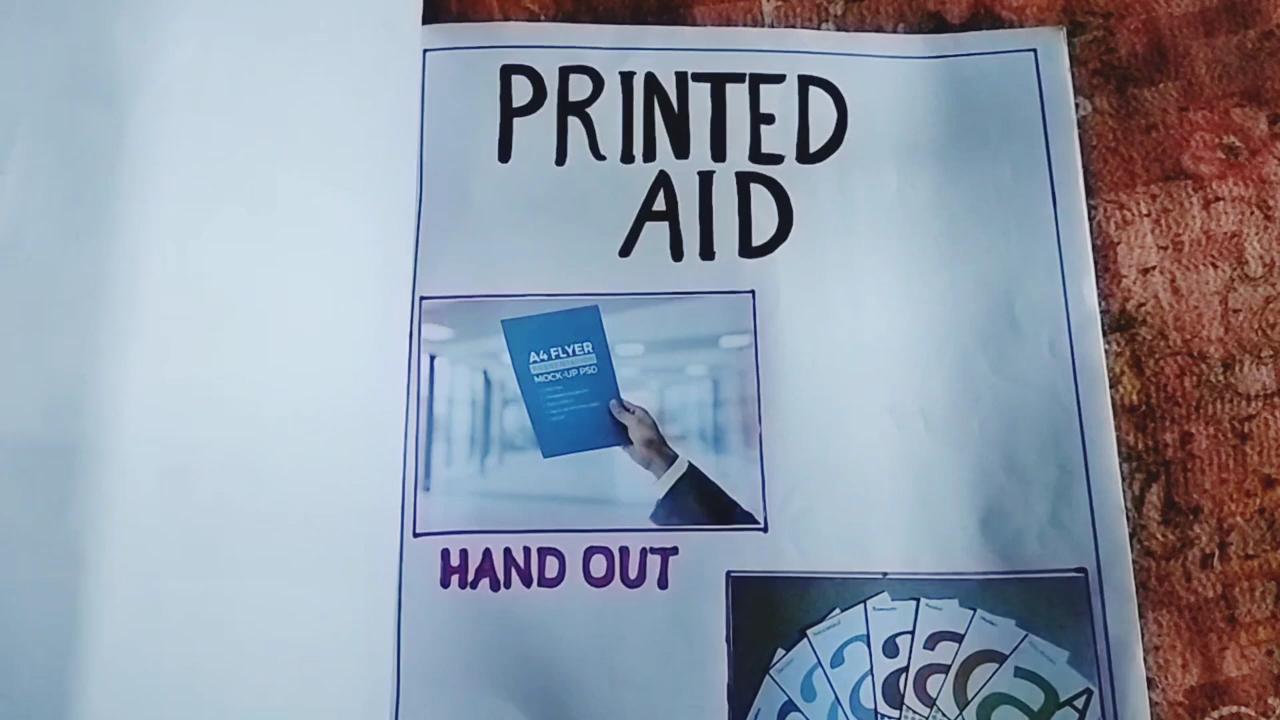 PRINTED
AID
A4 FLYER
MOCK-UP PSD
HAND OUT
a a a a a a a